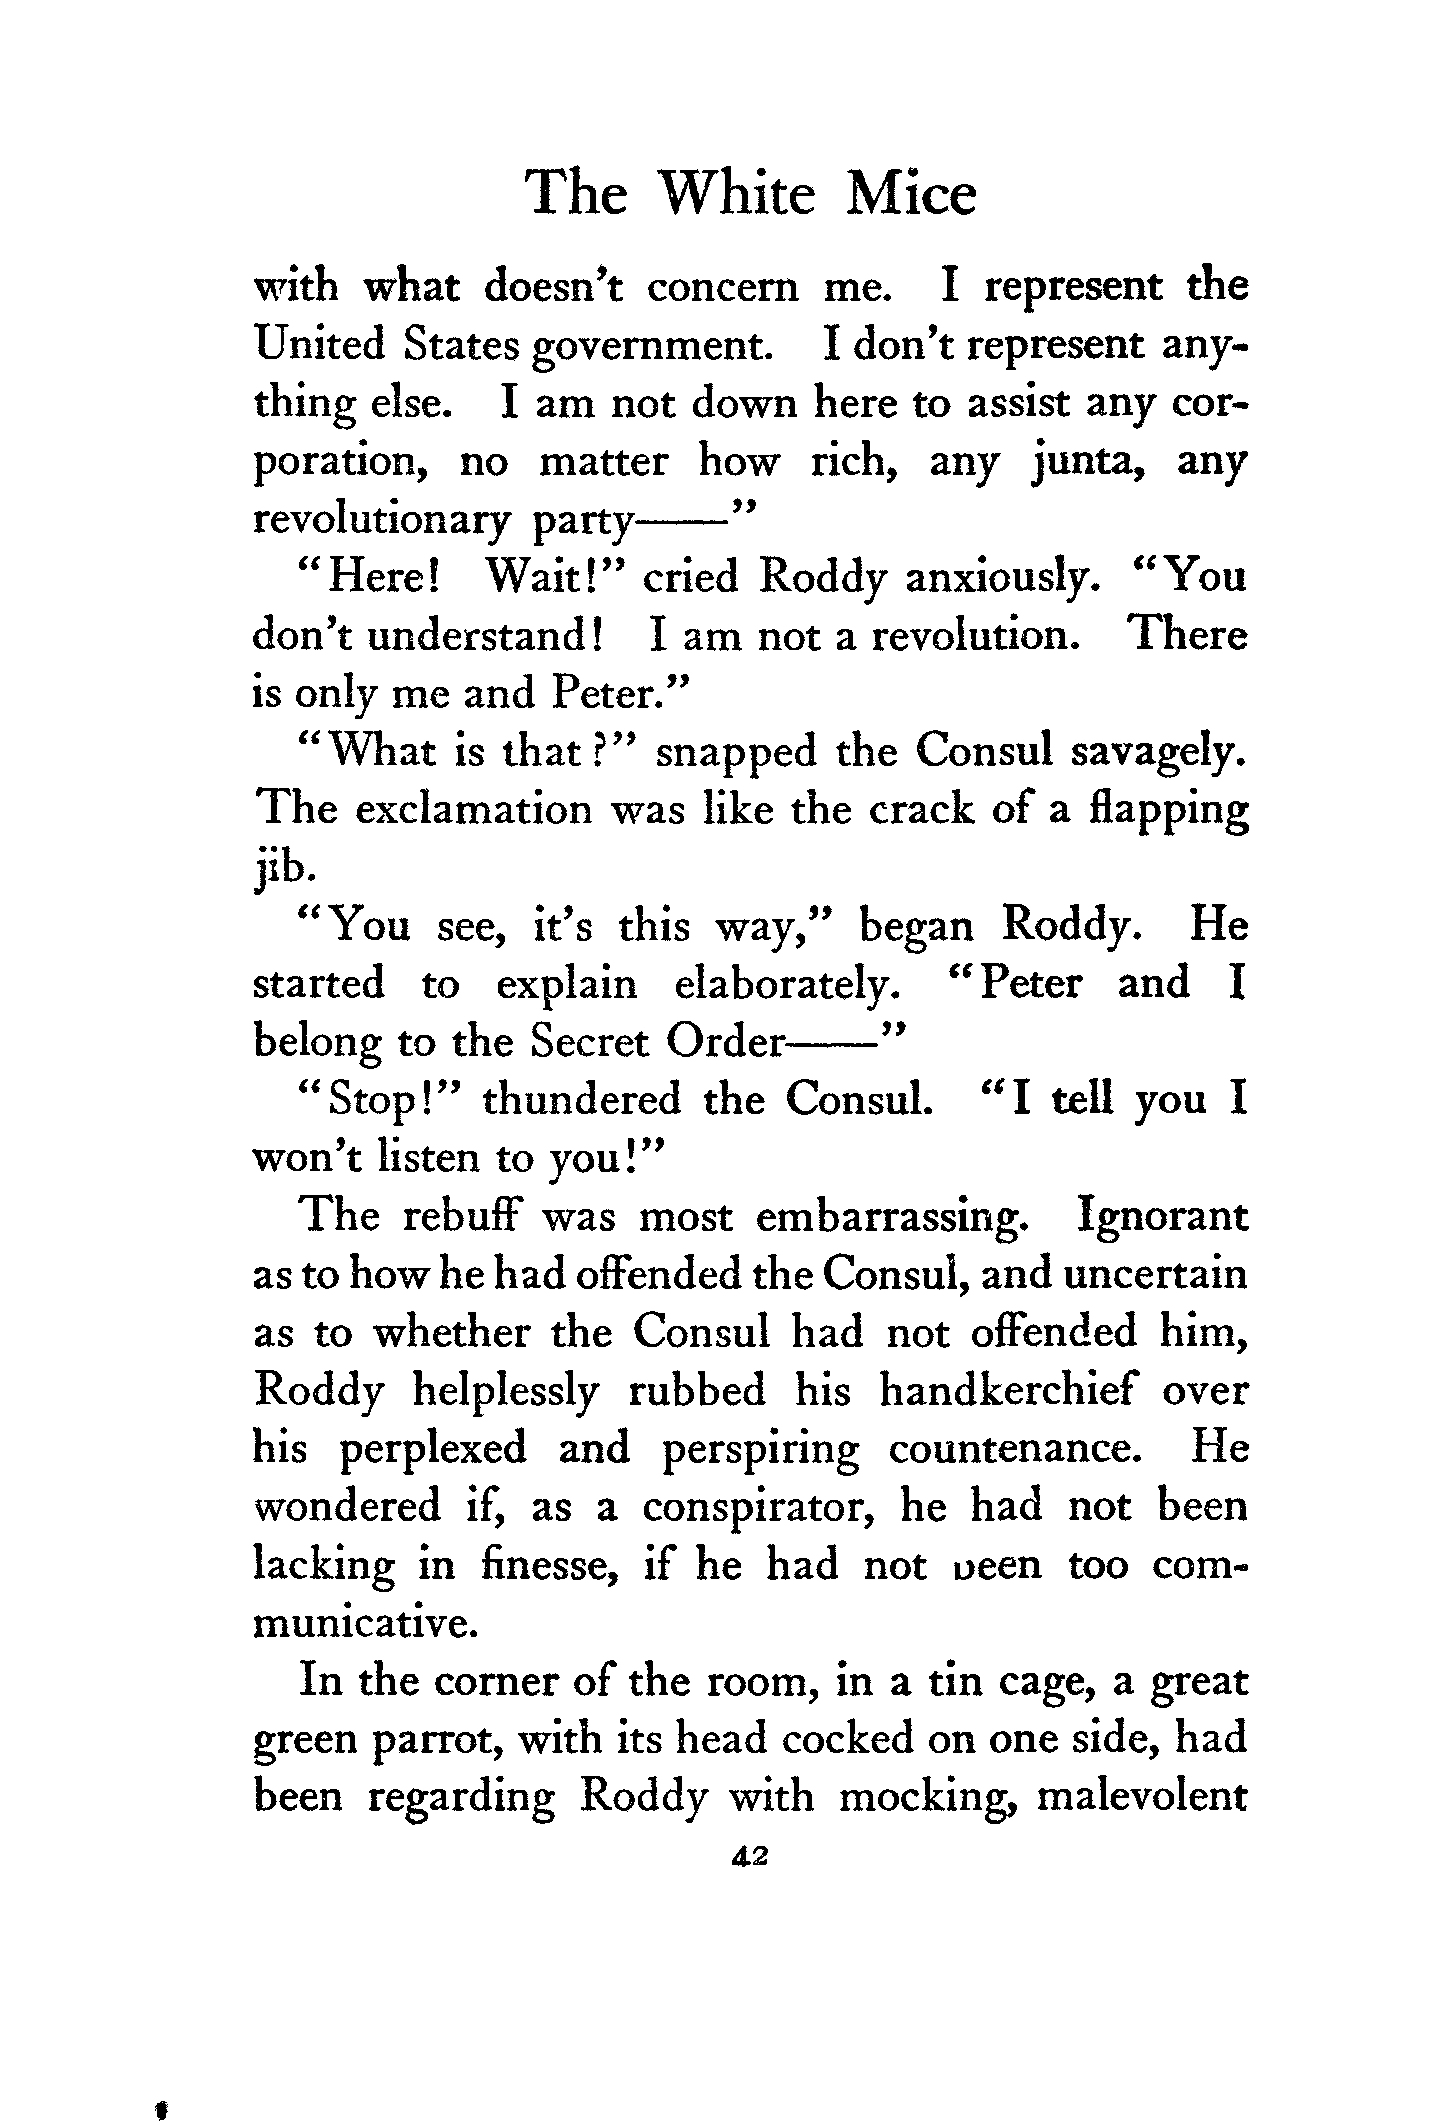 The White Mice
with what doesn't concern me. I represent the
United States government. I don't represent any-
thing else. I am not down here to assist any cor-
poration, no matter how rich, any junta, any
revolutionary party——"
"Here! Wait!" cried Roddy anxiously. "You
don't understand! I am not a revolution. There
is only me and Peter."
"What is that?" snapped the Consul savagely.
The exclamation was like the crack of a flapping
jib.
"You see, it's this way," began Roddy. He
started to explain elaborately. "Peter and I
belong to the Secret Order——"
"Stop!" thundered the Consul. "I tell you I
won't listen to you!"
The rebuff was most embarrassing. Ignorant
as to how he had offended the Consul, and uncertain
as to whether the Consul had not offended him,
Roddy helplessly rubbed his handkerchief over
his perplexed and perspiring countenance. He
wondered if, as a conspirator, he had not been
lacking in finesse, if he had not been too com-
municative.
In the corner of the room, in a tin cage, a great
green parrot, with its head cocked on one side, had
been regarding Roddy with mocking, malevolent
42